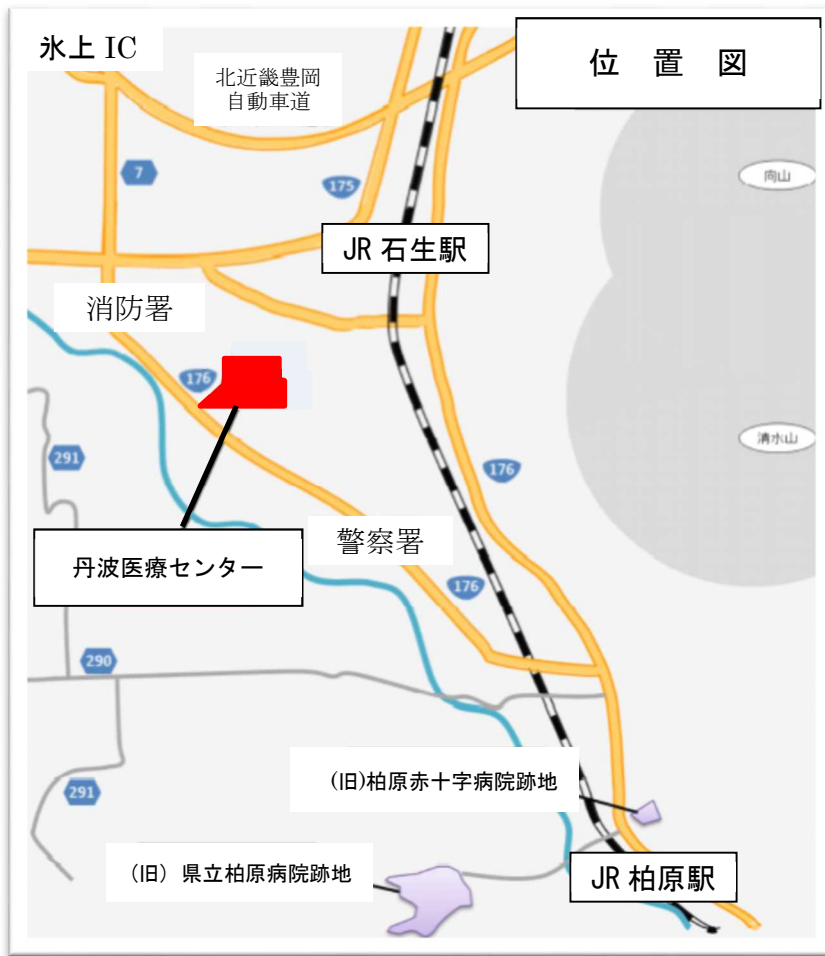 氷上 IC
位 置 図
北近畿豊岡
自動車道
7
175
向山
JR 石生駅
消防署
176
清水山
291
176
警察署
丹波医療センター
176
290
(旧)柏原赤十字病院跡地
291
（旧）県立柏原病院跡地
JR 柏原駅